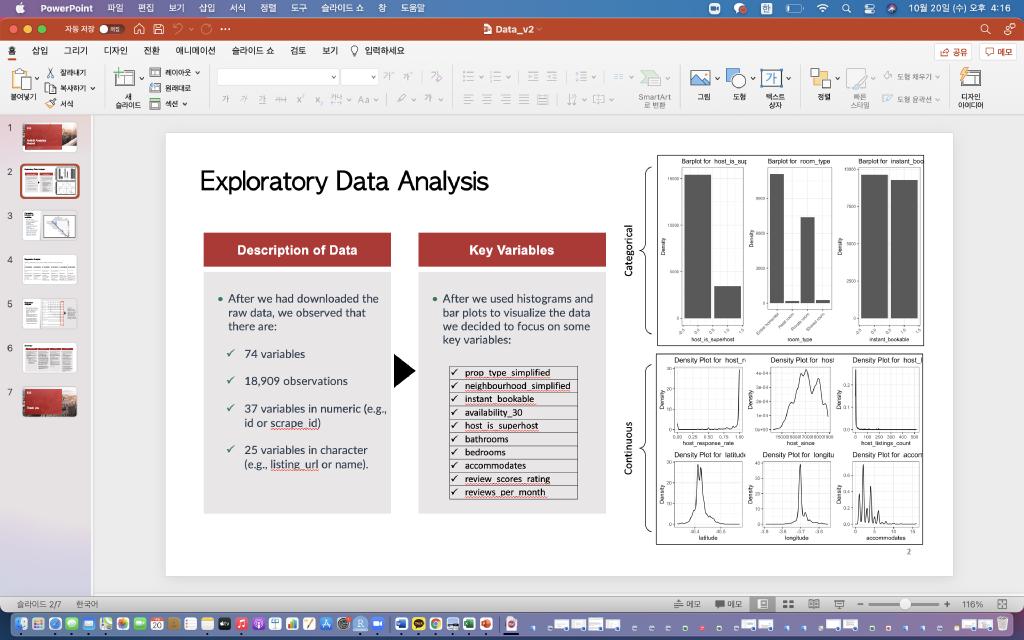 PowerPoint 파일 편집 보기 삽입 서식 정렬 도구 슬라이드 쇼 창 도움말
한 10월 20일 (수) 오후 4:16
자동 저장
Data_v2
홈 삽입 그리기 디자인 전환 애니메이션 슬라이드 쇼 검토 보기 입력하세요
공유 메모
붙여넣기
잘라내기
복사하기
서식
새
슬라이드
레이아웃
원래대로
섹션
SmartArt
로 변환
그림
도형
텍스트
상자
정렬
빠른
스타일
도형 채우기
도형 윤곽선
디자인
아이디어
1
2
3
4
5
6
7
Exploratory Data Analysis
Description of Data
After we had downloaded the
raw data, we observed that
there are:
✓ 74 variables
✓ 18,909 observations
✓ 37 variables in numeric (e.g.,
id or scrape_id)
✓ 25 variables in character
(e.g., listing_url or name).
Key Variables
After we used histograms and
bar plots to visualize the data
we decided to focus on some
key variables:
✓ prop_type_simplified
✓ neighbourhood_simplified
✓ instant_bookable
✓ availability_30
✓ host_is_superhost
✓ bathrooms
✓ bedrooms
✓ accommodates
✓ review_scores_rating
✓ reviews_per_month
Categorical
Barplot for host_is_sup
Barplot for room_type
Barplot for instant_boo
Density
Density
Density
host_is_superhost
room_type
instant_bookable
Continuous
Density Plot for host_r
Density Plot for host
Density Plot for host_l
Density
Density
Density
host_response_rate
host_since
host_listings_count
Density Plot for latitude
Density Plot for longitu
Density Plot for accom
Density
Density
Density
latitude
longitude
accommodates
2
슬라이드 2/7 한국어
메모 메모
116%